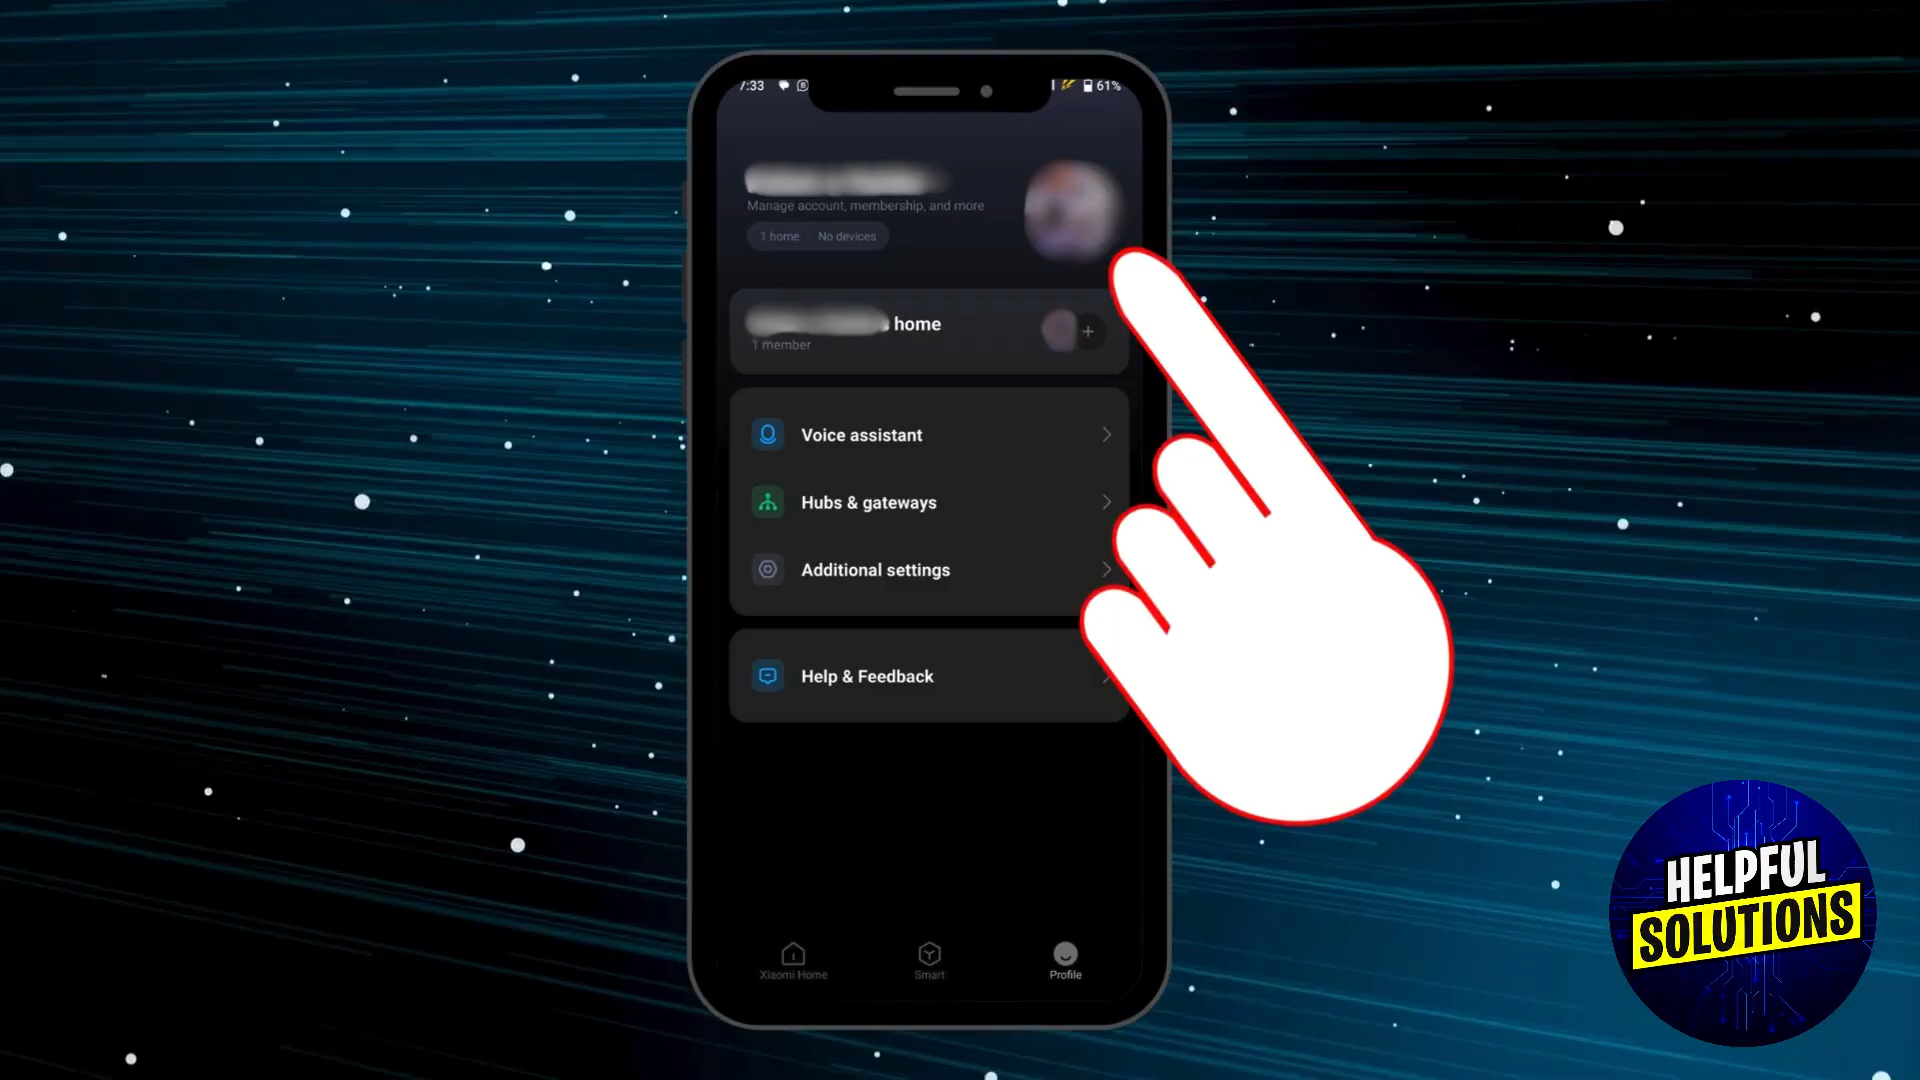 7:33
61%
Manage account, membership, and more
1 home No devices
home
1 member
Voice assistant
Hubs & gateways
Additional settings
Help & Feedback
Xiaomi Home
Smart
Profile
HELPFUL
SOLUTIONS